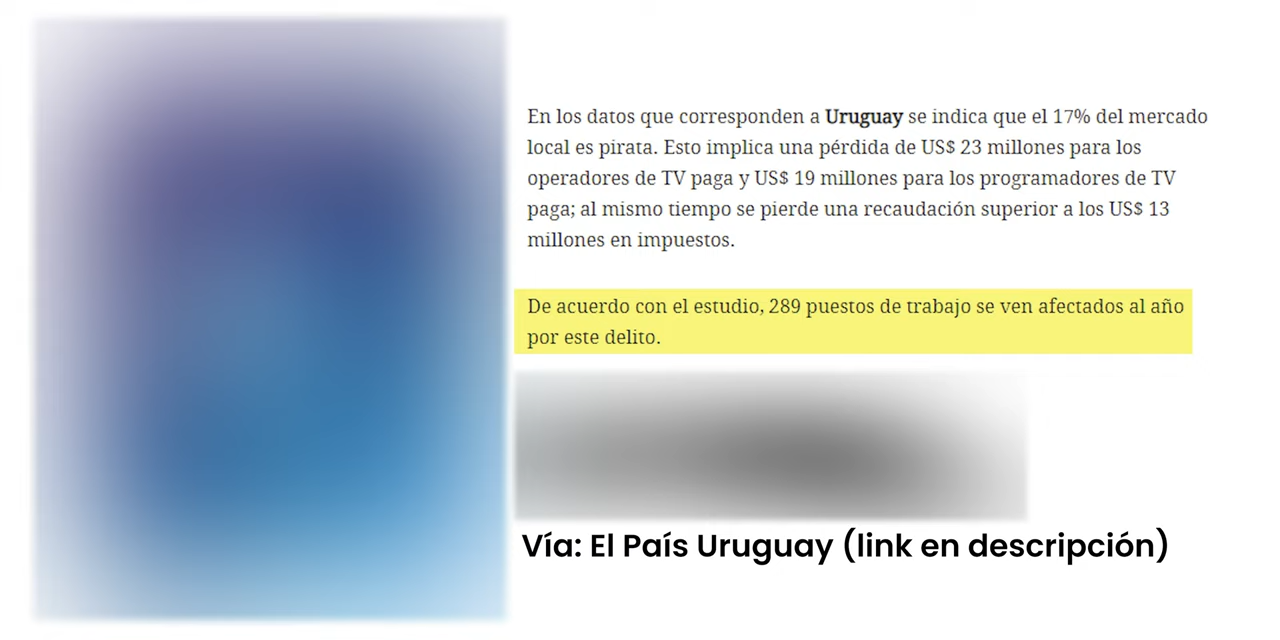 En los datos que corresponden a Uruguay se indica que el 17% del mercado
local es pirata. Esto implica una pérdida de US$ 23 millones para los
operadores de TV paga y US$ 19 millones para los programadores de TV
paga; al mismo tiempo se pierde una recaudación superior a los US$ 13
millones en impuestos.
De acuerdo con el estudio, 289 puestos de trabajo se ven afectados al año
por este delito.
Vía: El País Uruguay (link en descripción)